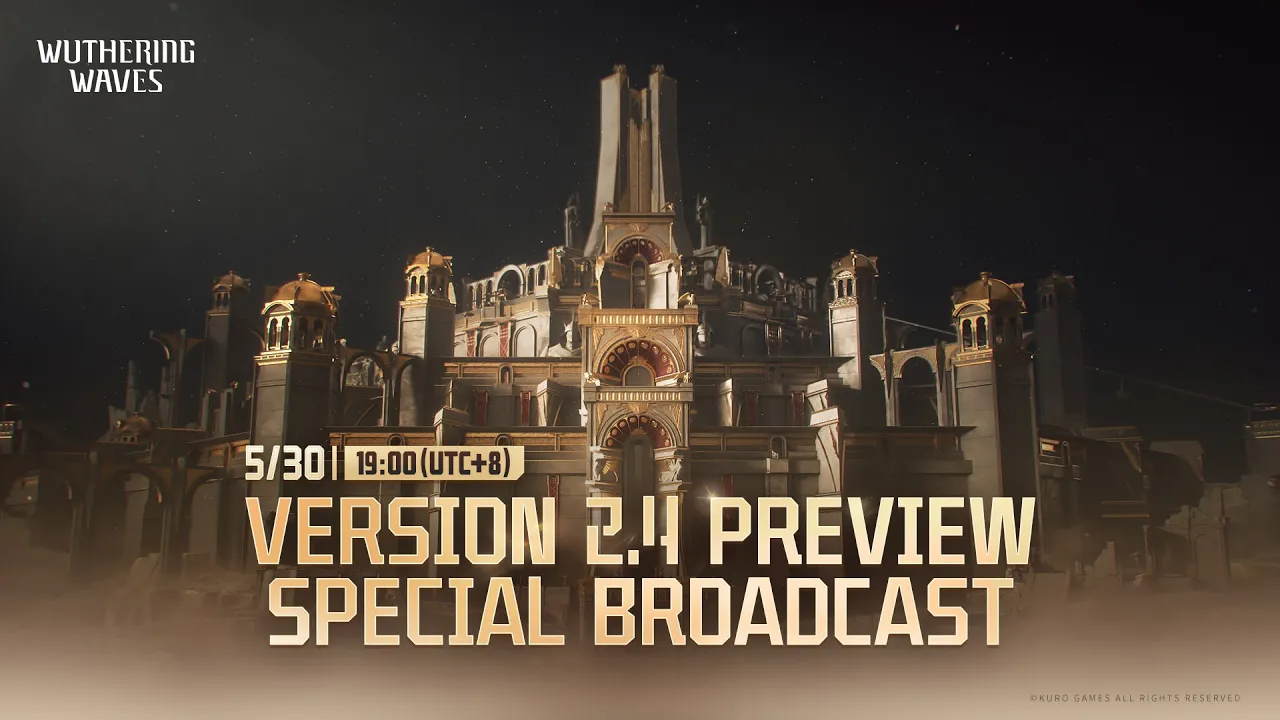 WUTHERING
WAVES
5/30 | 19:00(UTC+8)
VERSION 2.4 PREVIEW
SPECIAL BROADCAST
©KURO GAMES ALL RIGHTS RESERVED